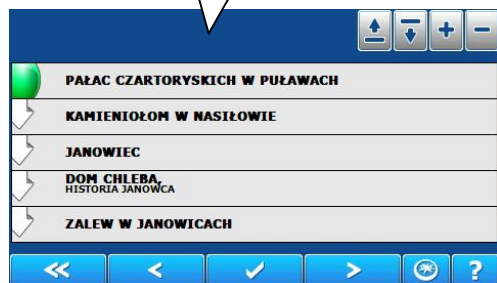 PAŁAC CZARTORYSKICH W PUŁAWACH
KAMIENIOŁOM W NASIŁOWIE
JANOWIEC
DOM CHLEBA,
HISTORIA JANOWCA
ZALEW W JANOWICACH
?